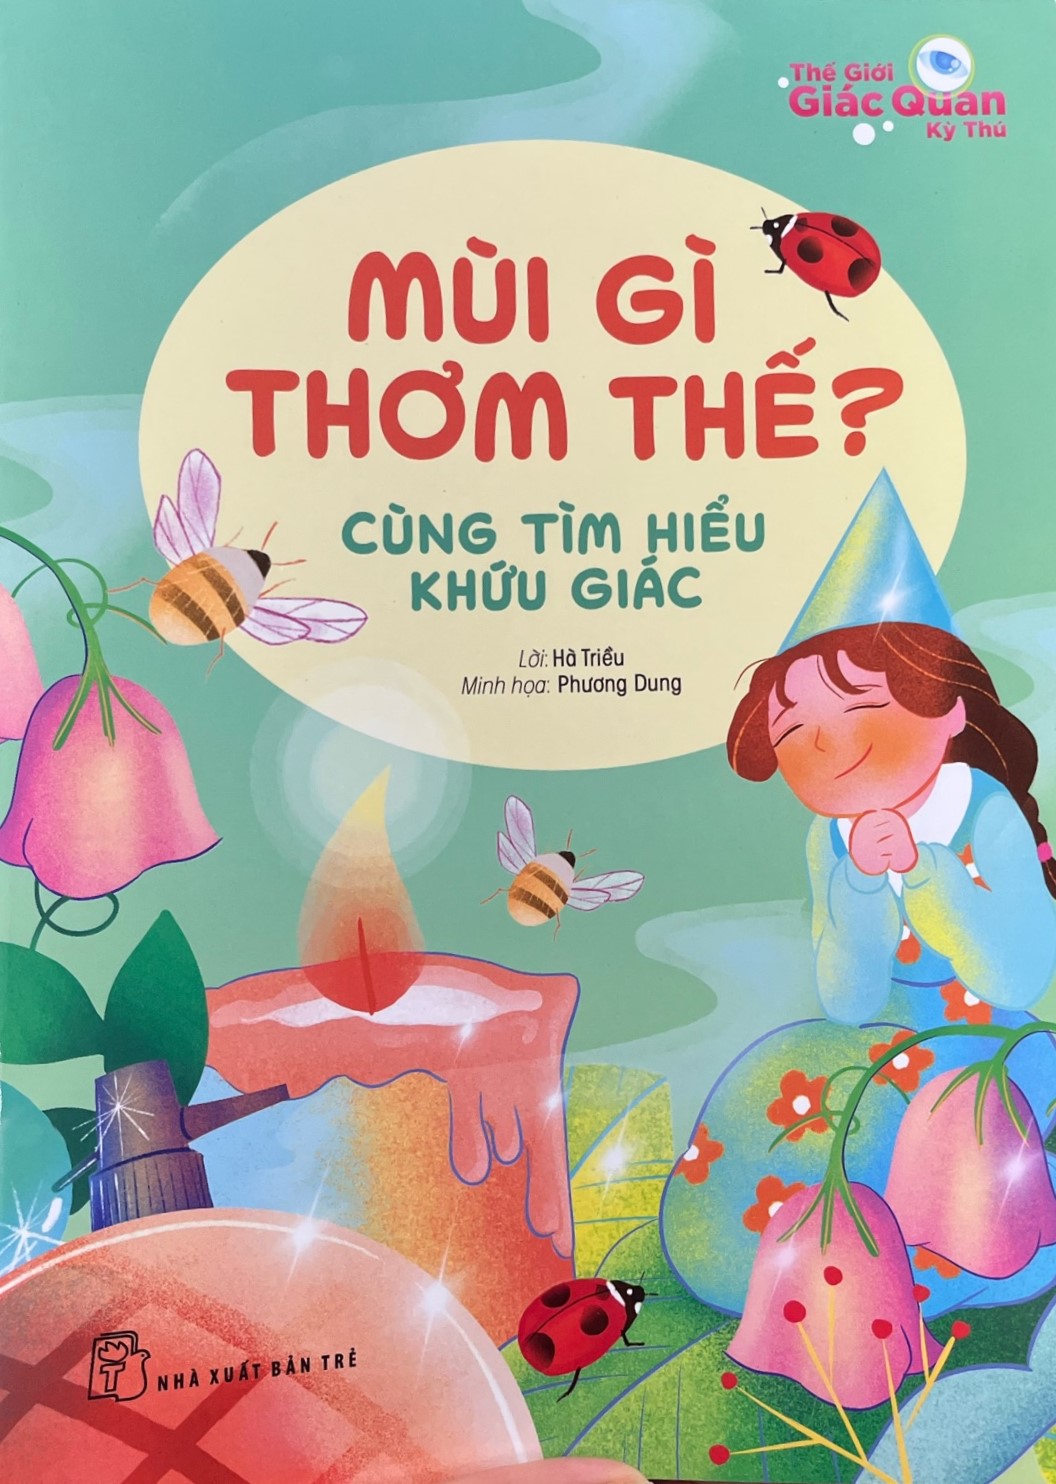 Thế Giới
Giác Quan
Kỳ Thú
MÙI GÌ
THƠM THẾ?
CÙNG TÌM HIỂU
KHỨU GIÁC
Lời: Hà Triều
Minh họa: Phương Dung
NHÀ XUẤT BẢN TRẺ